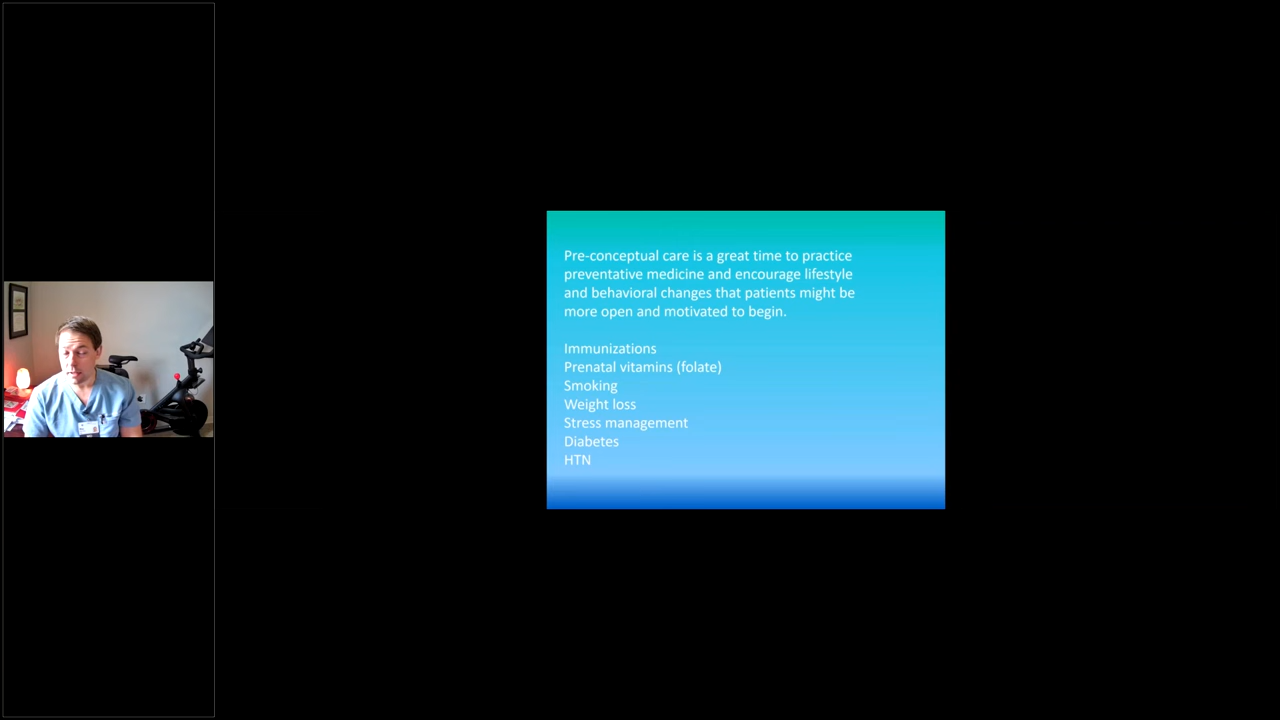 Pre-conceptual care is a great time to practice
preventative medicine and encourage lifestyle
and behavioral changes that patients might be
more open and motivated to begin.
Immunizations
Prenatal vitamins (folate)
Smoking
Weight loss
Stress management
Diabetes
HTN